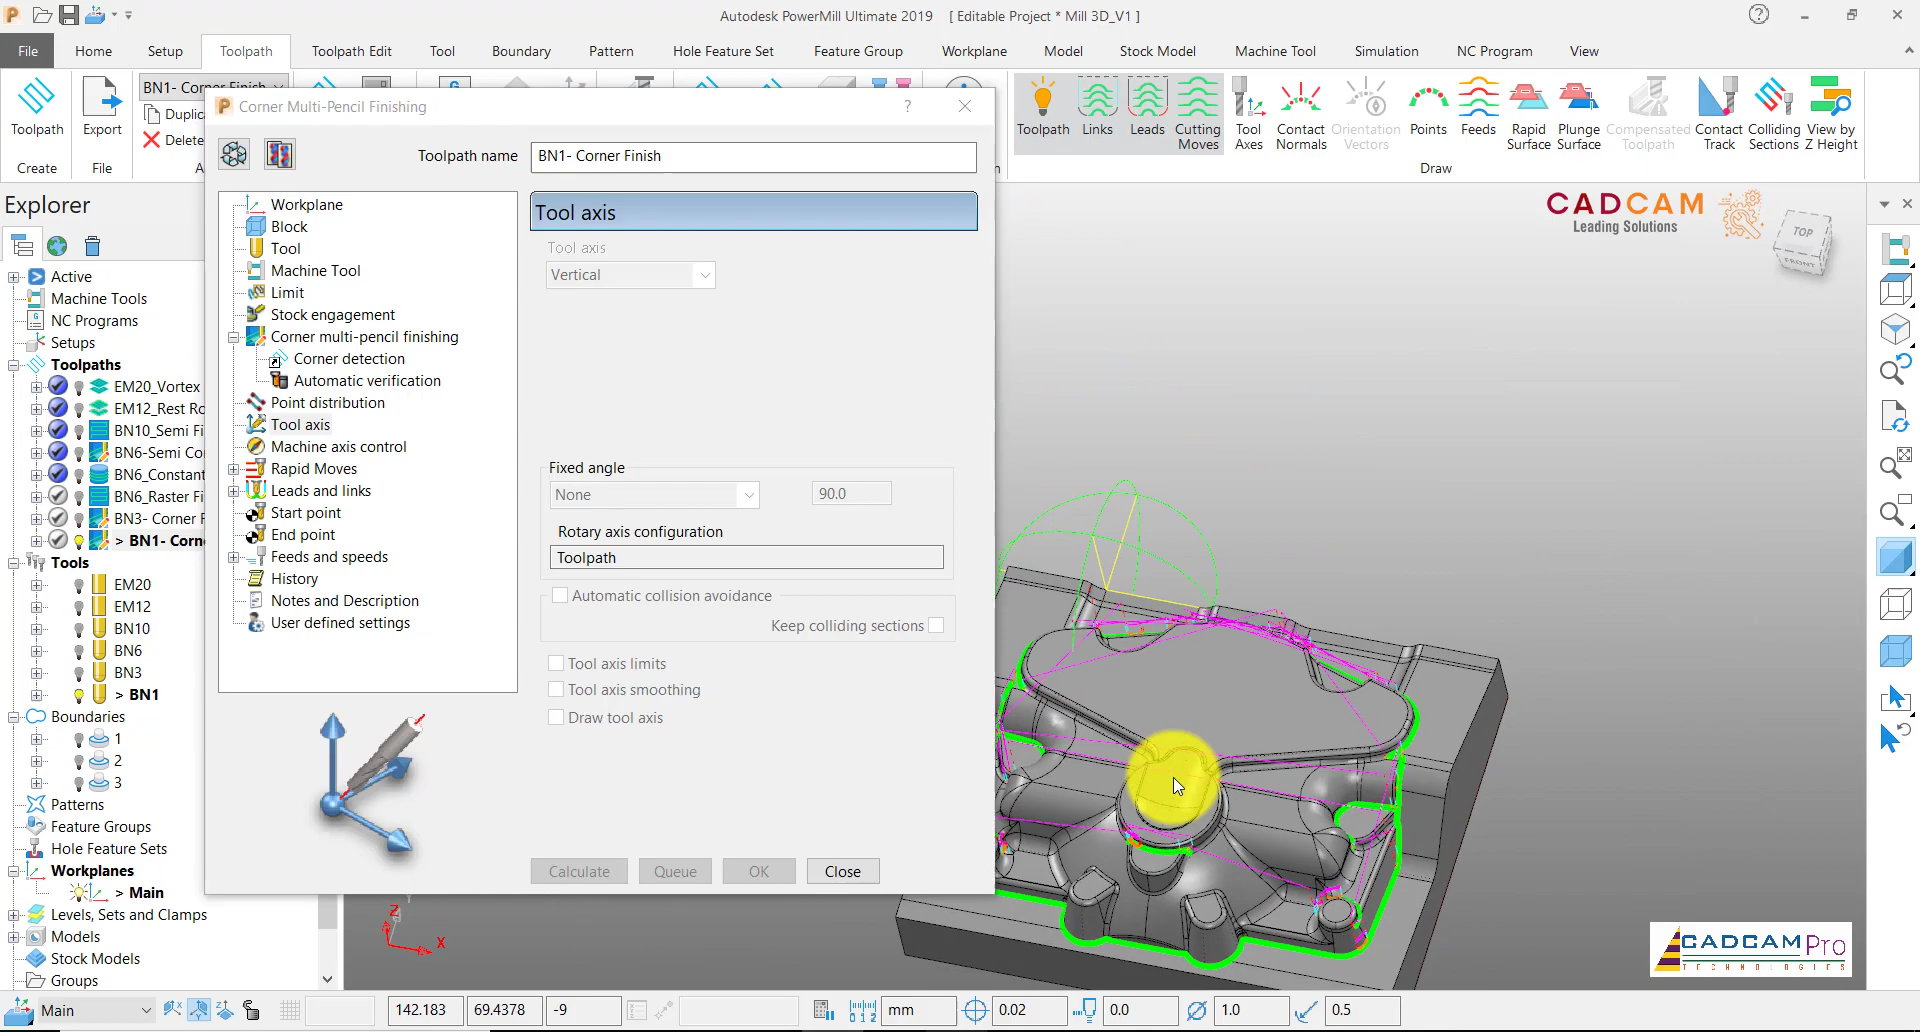 Autodesk PowerMill Ultimate 2019 [ Editable Project * Mill 3D_V1 ]
File Home Setup Toolpath Toolpath Edit Tool Boundary Pattern Hole Feature Set Feature Group Workplane Model Stock Model Machine Tool Simulation NC Program View
BN1- Corner Finish
Toolpath
Create
Export
File
Duplic
Delete
Toolpath Links Leads Cutting Moves Tool Axes Contact Normals Orientation Vectors Points Feeds Rapid Surface Plunge Surface Compensated Toolpath Contact Track Colliding Sections View by Z Height
Draw
Corner Multi-Pencil Finishing
?
Toolpath name BN1- Corner Finish
Workplane
Block
Tool
Machine Tool
Limit
Stock engagement
Corner multi-pencil finishing
Corner detection
Automatic verification
Point distribution
Tool axis
Machine axis control
Rapid Moves
Leads and links
Start point
End point
Feeds and speeds
History
Notes and Description
User defined settings
Tool axis
Tool axis
Vertical
Fixed angle
None 90.0
Rotary axis configuration
Toolpath
Automatic collision avoidance
Keep colliding sections
Tool axis limits
Tool axis smoothing
Draw tool axis
Calculate Queue OK Close
Explorer
Active
Machine Tools
NC Programs
Setups
Toolpaths
EM20_Vortex
EM12_Rest Ro
BN10_Semi Fi
BN6-Semi Co
BN6_Constant
BN6_Raster Fi
BN3- Corner F
> BN1- Corn
Tools
EM20
EM12
BN10
BN6
BN3
> BN1
Boundaries
1
2
3
Patterns
Feature Groups
Hole Feature Sets
Workplanes
> Main
Levels, Sets and Clamps
Models
Stock Models
Groups
CADCAM
Leading Solutions
TOP
FRONT
Z
X
CADCAM Pro
TECHNOLOGIES
Main 142.183 69.4378 -9 mm 0.02 0.0 1.0 0.5